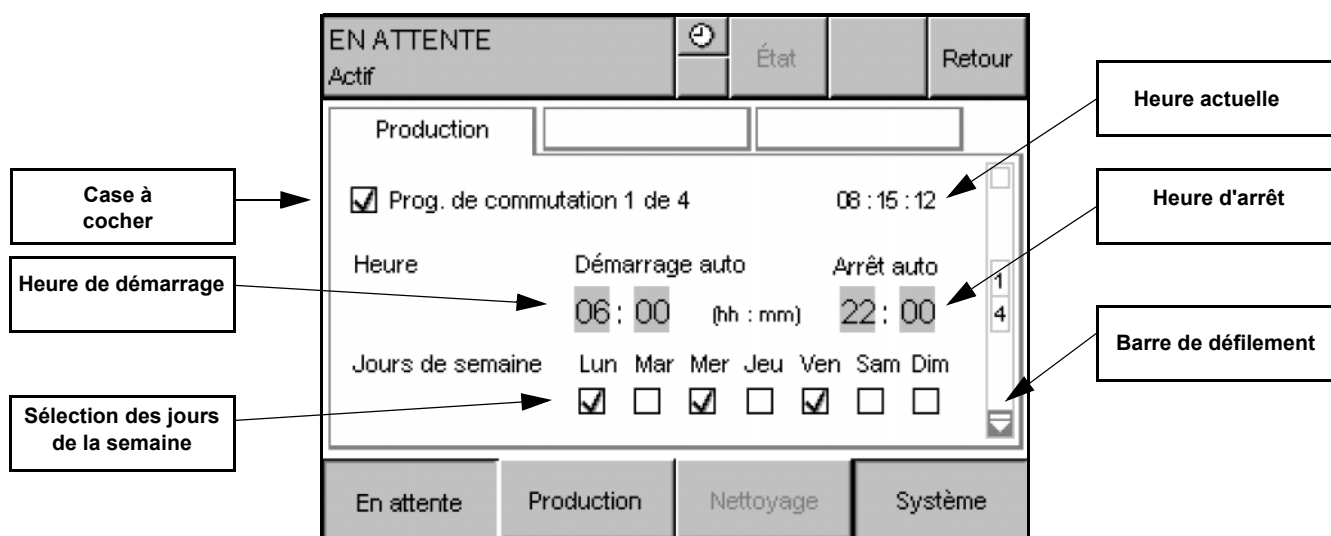 EN ATTENTE
Actif
État
Retour
Heure actuelle
Production
Case à
cocher
Prog. de commutation 1 de 4
08 : 15 : 12
Heure d'arrêt
Heure
Démarrage auto
Arrêt auto
Heure de démarrage
06 : 00
(hh : mm)
22 : 00
1
4
Barre de défilement
Jours de semaine
Lun Mar Mer Jeu Ven Sam Dim
Sélection des jours
de la semaine
En attente
Production
Nettoyage
Système